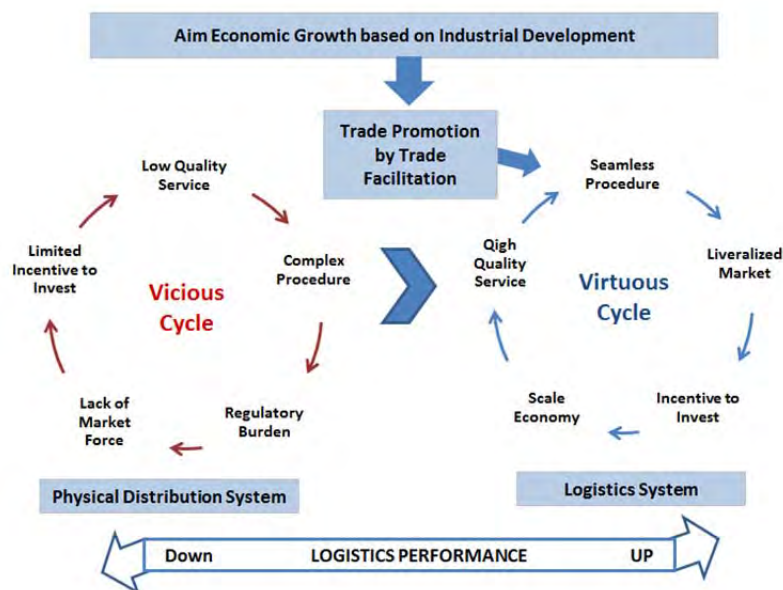 Aim Economic Growth based on Industrial Development
Trade Promotion
by Trade
Facilitation
Low Quality
Service
Complex
Procedure
Regulatory
Burden
Lack of
Market
Force
Limited
Incentive to
Invest
Vicious
Cycle
Seamless
Procedure
Liveralized
Market
Incentive to
Invest
Scale
Economy
Qigh
Quality
Service
Virtuous
Cycle
Physical Distribution System
Logistics System
Down LOGISTICS PERFORMANCE UP